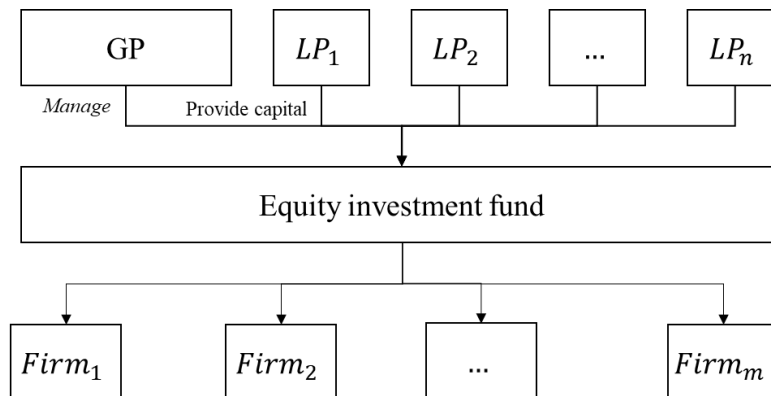 GP LP₁ LP₂ ... LPₙ
Manage Provide capital
Equity investment fund
Firm₁ Firm₂ ... Firmₘ